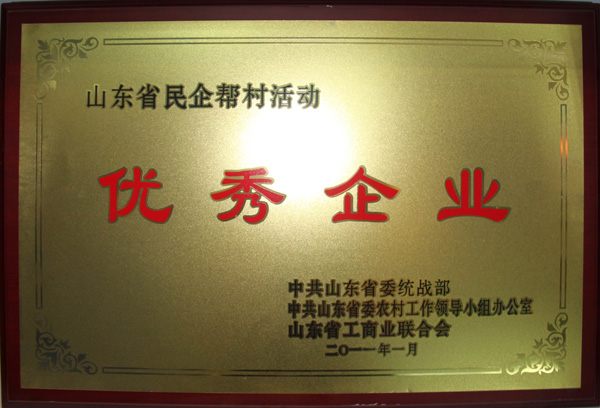 山东省民企帮村活动
优秀企业
中共山东省委统战部
中共山东省委农村工作领导小组办公室
山东省工商业联合会
二〇一一年一月